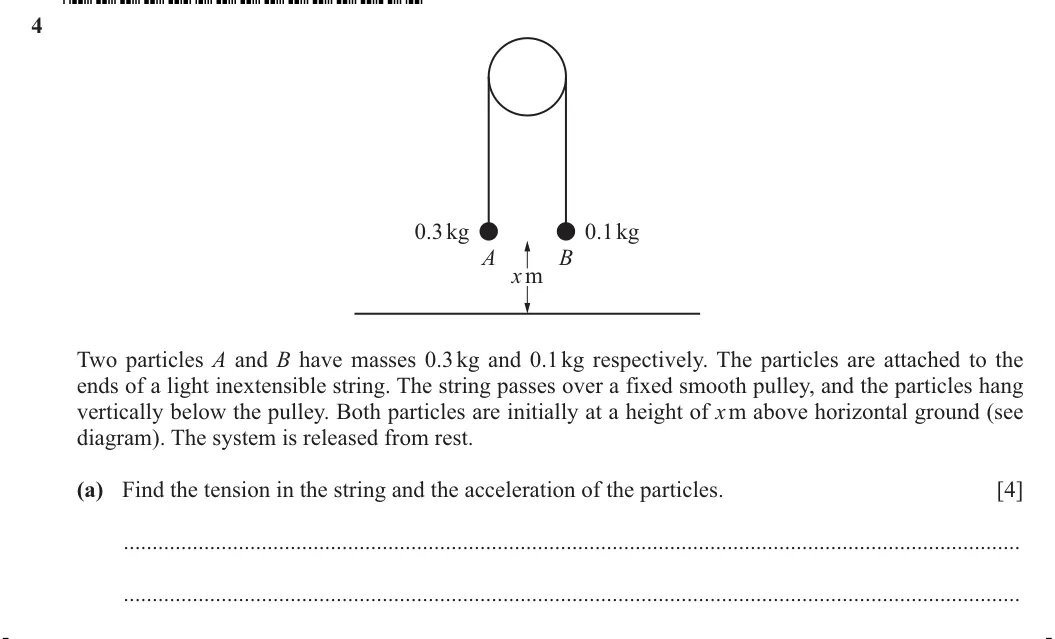 4
0.3 kg
0.1 kg
A
B
x m
Two particles A and B have masses 0.3 kg and 0.1 kg respectively. The particles are attached to the
ends of a light inextensible string. The string passes over a fixed smooth pulley, and the particles hang
vertically below the pulley. Both particles are initially at a height of x m above horizontal ground (see
diagram). The system is released from rest.
(a) Find the tension in the string and the acceleration of the particles. [4]